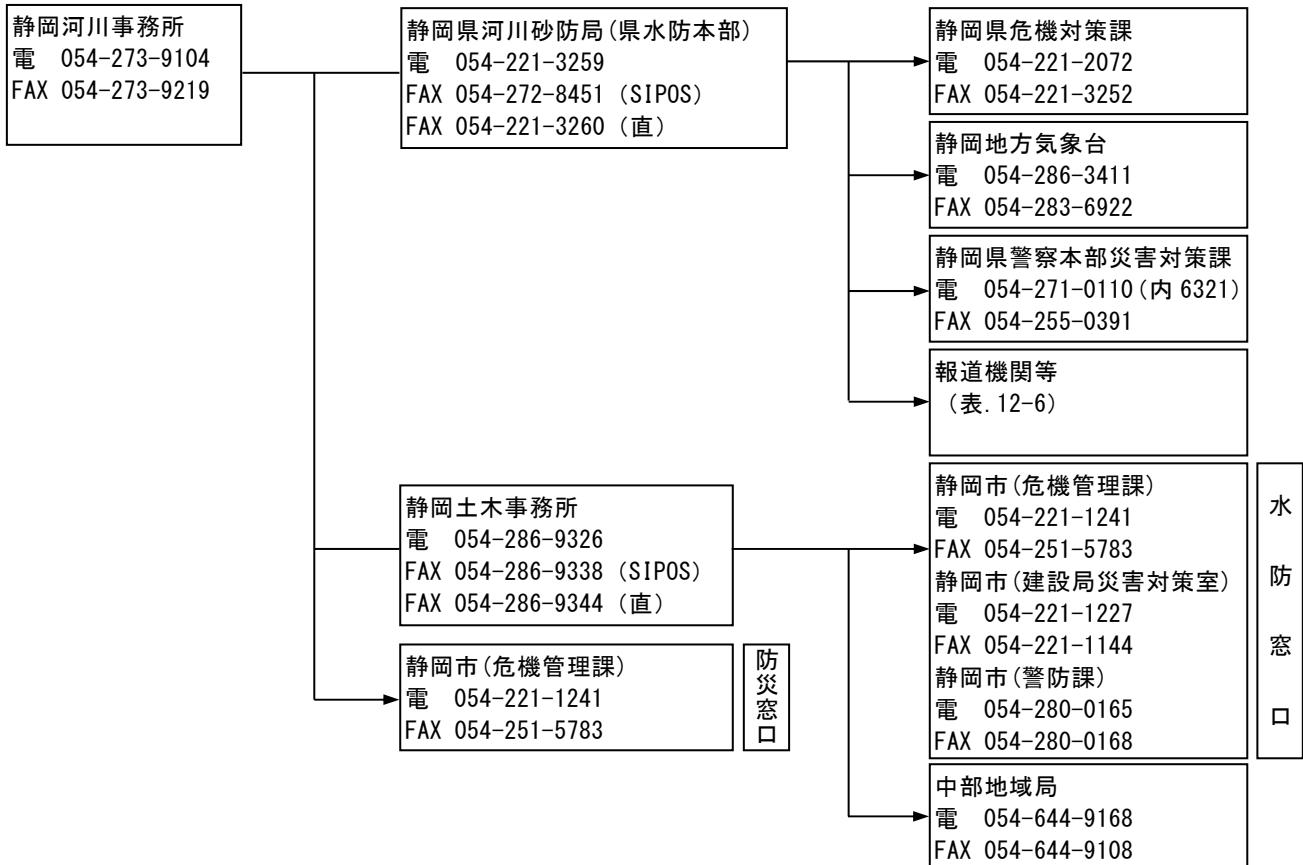 静岡河川事務所
電 054-273-9104
FAX 054-273-9219
静岡県河川砂防局(県水防本部)
電 054-221-3259
FAX 054-272-8451 (SIPOS)
FAX 054-221-3260 (直)
静岡県危機対策課
電 054-221-2072
FAX 054-221-3252
静岡地方気象台
電 054-286-3411
FAX 054-283-6922
静岡県警察本部災害対策課
電 054-271-0110(内 6321)
FAX 054-255-0391
報道機関等
(表.12-6)
静岡土木事務所
電 054-286-9326
FAX 054-286-9338 (SIPOS)
FAX 054-286-9344 (直)
静岡市(危機管理課)
電 054-221-1241
FAX 054-251-5783
防災窓口
静岡市(危機管理課)
電 054-221-1241
FAX 054-251-5783
静岡市(建設局災害対策室)
電 054-221-1227
FAX 054-221-1144
静岡市(警防課)
電 054-280-0165
FAX 054-280-0168
水防窓口
中部地域局
電 054-644-9168
FAX 054-644-9108